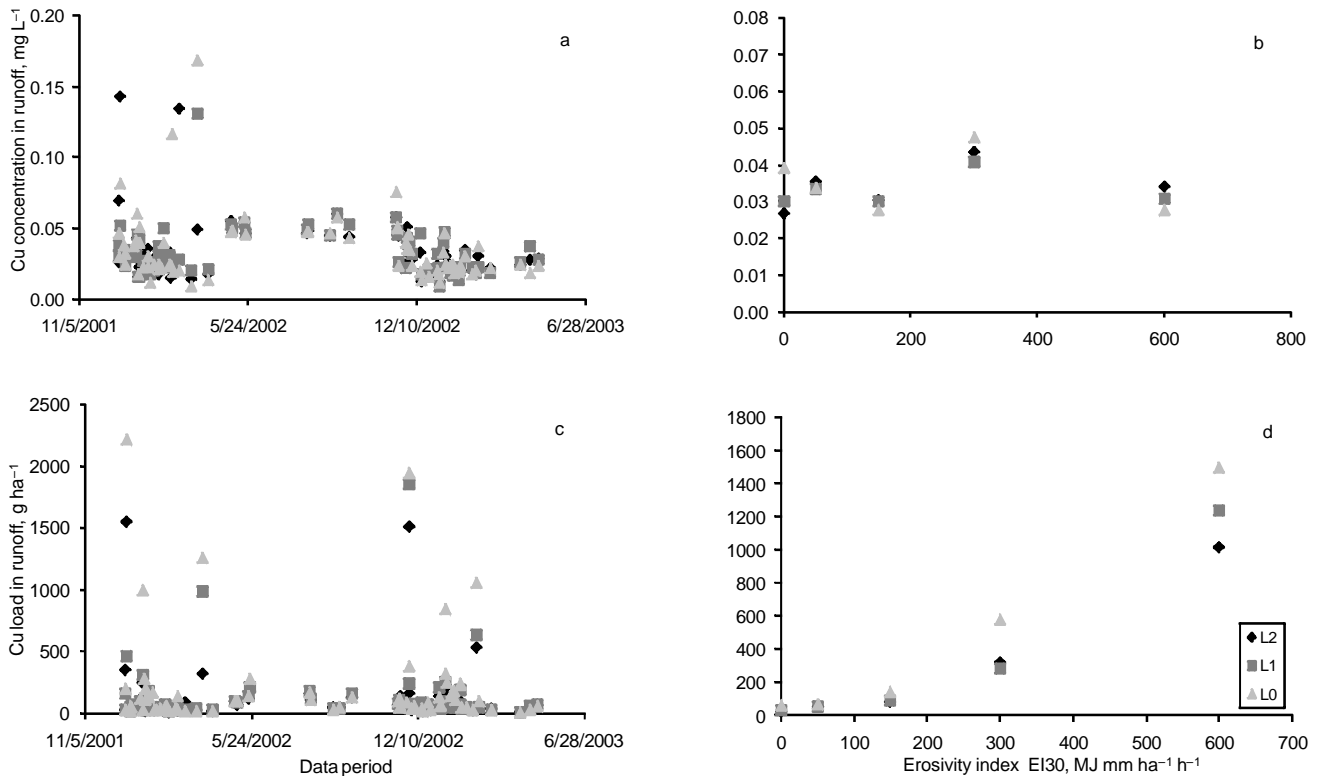 Cu concentration in runoff, mg L⁻¹
0.20
0.15
0.10
0.05
0.00
11/5/2001 5/24/2002 12/10/2002 6/28/2003
a
0.08
0.07
0.06
0.05
0.04
0.03
0.02
0.01
0.00
0 200 400 600 800
b
Cu load in runoff, g ha⁻¹
2500
2000
1500
1000
500
0
11/5/2001 5/24/2002 12/10/2002 6/28/2003
Data period
c
1800
1600
1400
1200
1000
800
600
400
200
0
0 100 200 300 400 500 600 700
Erosivity index EI30, MJ mm ha⁻¹ h⁻¹
d
L2
L1
L0